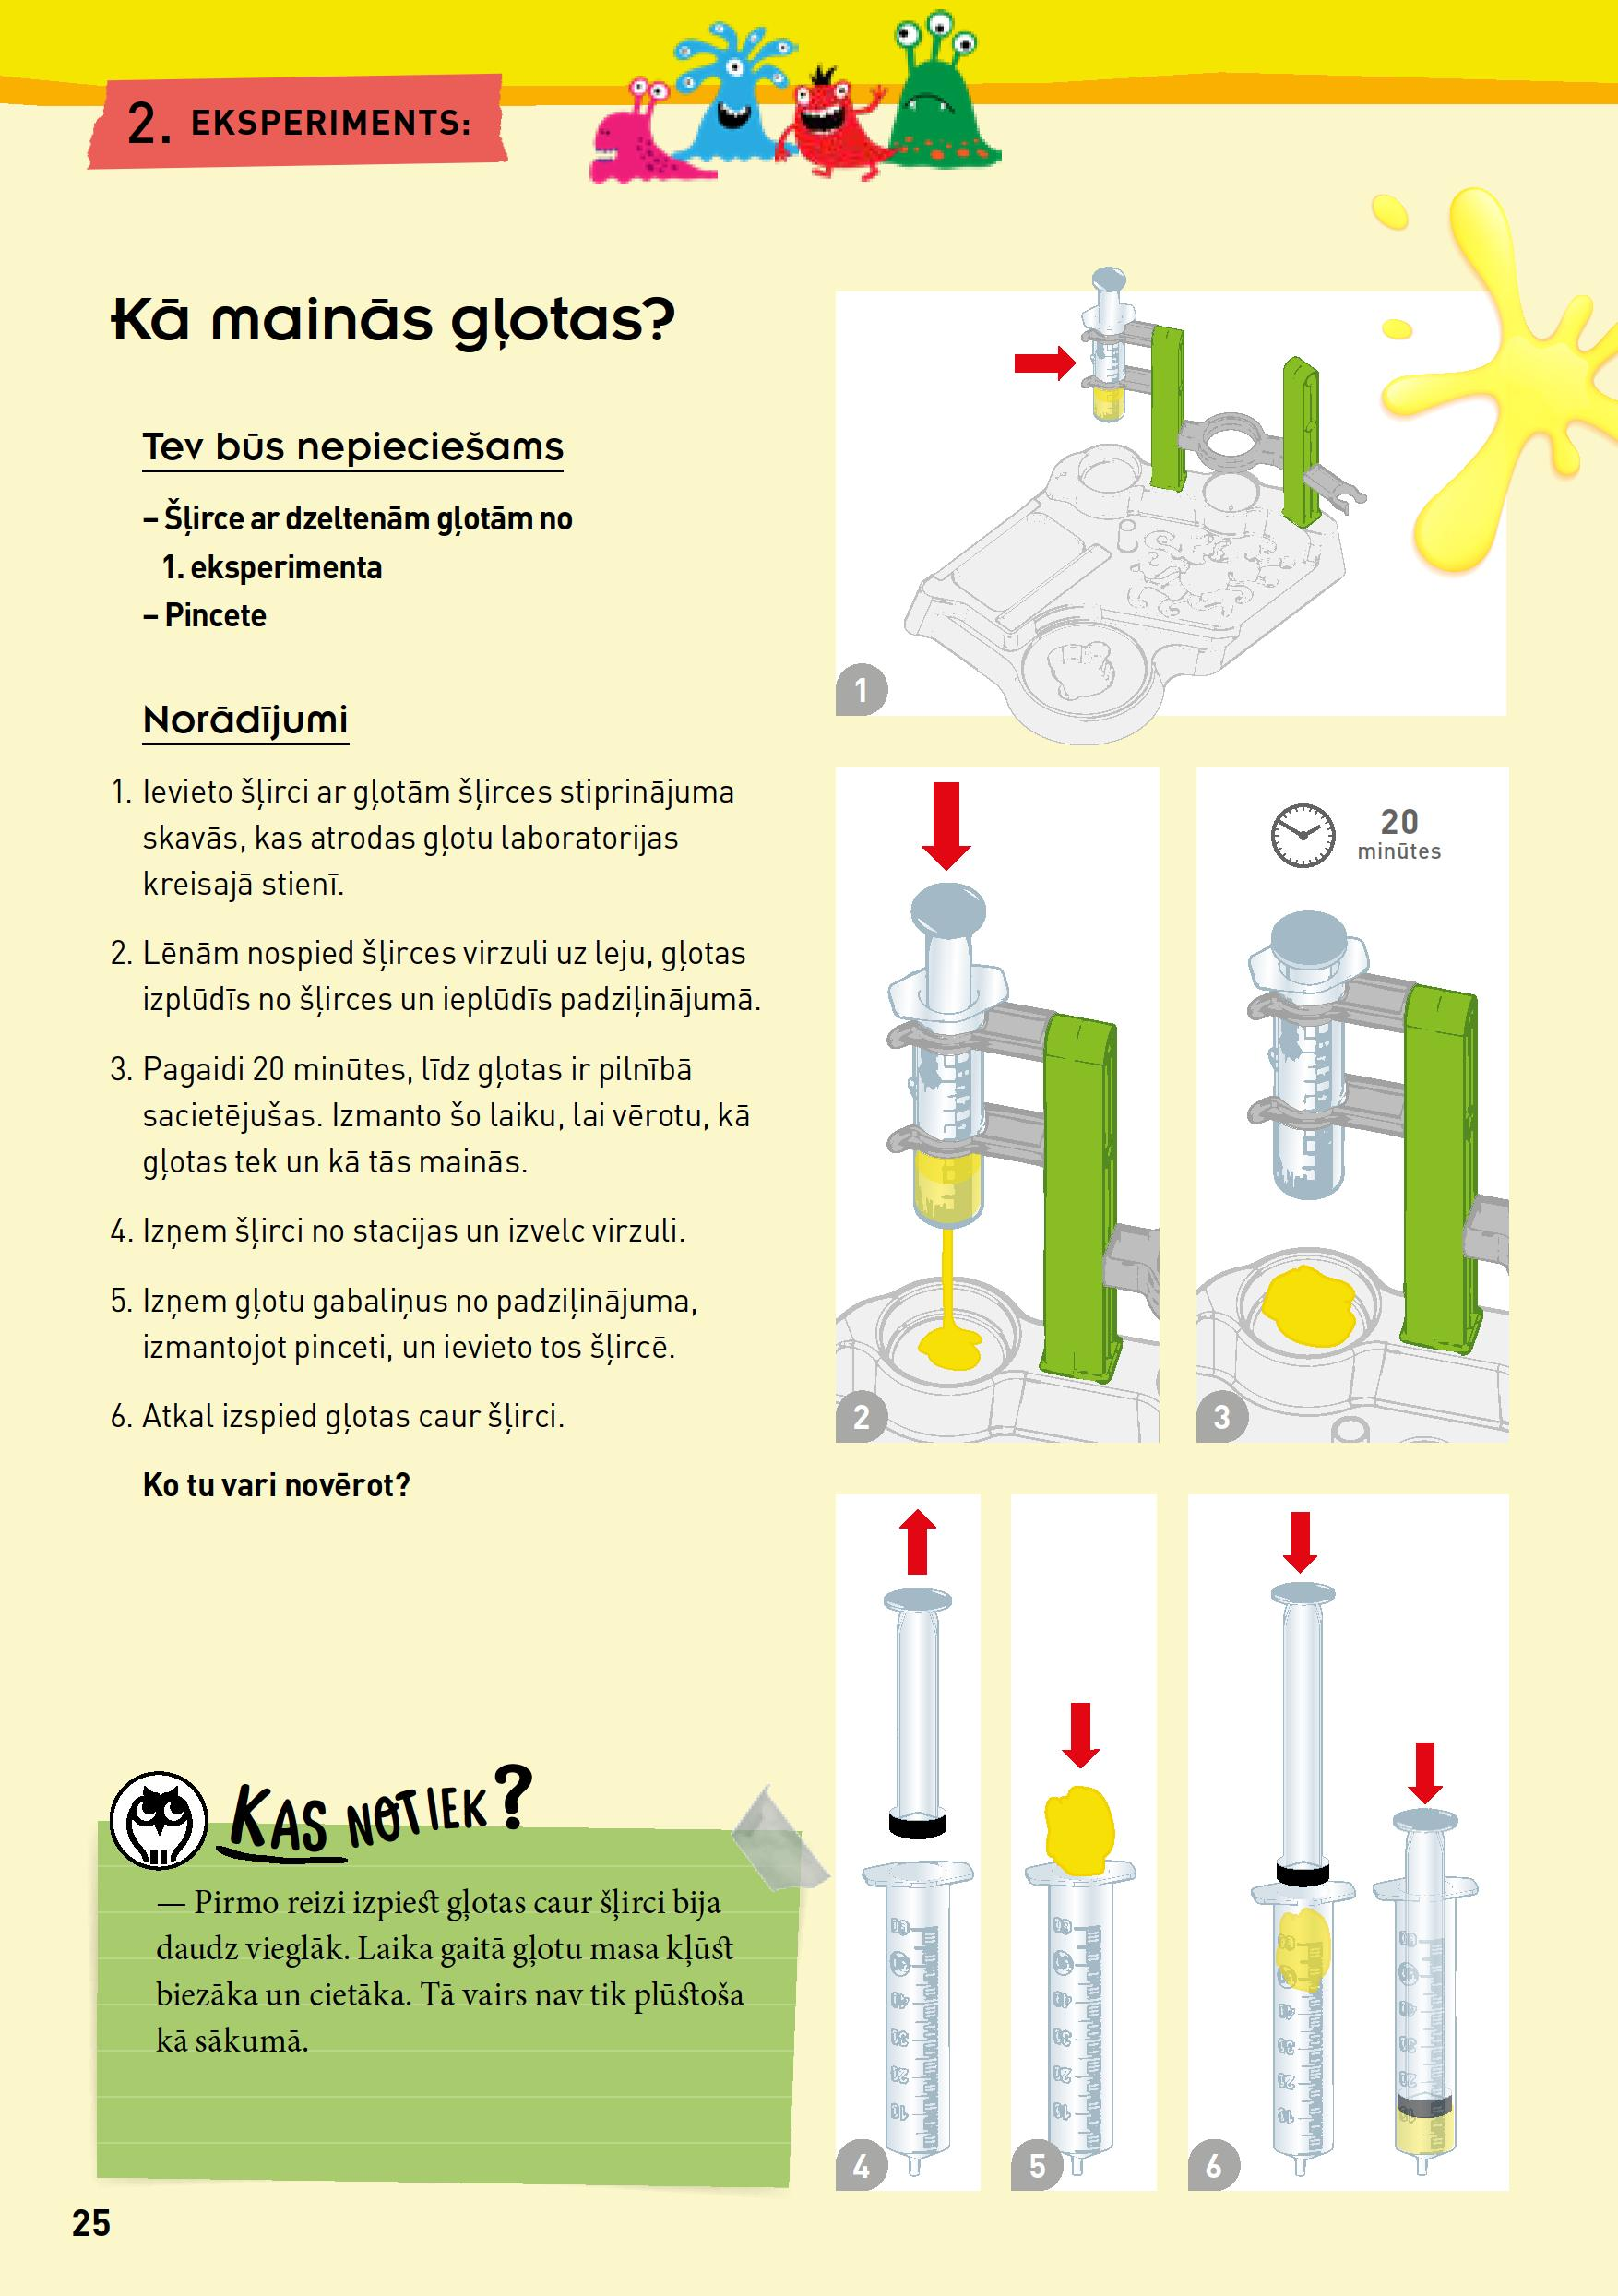 2. EKSPERIMENTS:
Kā mainās gļotas?
Tev būs nepieciešams
– Šļirce ar dzeltenām gļotām no
1. eksperimenta
– Pincete
Norādījumi
1. Ievieto šļirci ar gļotām šļirces stiprinājuma
skavās, kas atrodas gļotu laboratorijas
kreisajā stienī.
2. Lēnām nospied šļirces virzuli uz leju, gļotas
izplūdīs no šļirces un ieplūdīs padziļinājumā.
3. Pagaidi 20 minūtes, līdz gļotas ir pilnībā
sacietējušas. Izmanto šo laiku, lai vērotu, kā
gļotas tek un kā tās mainās.
4. Izņem šļirci no stacijas un izvelc virzuli.
5. Izņem gļotu gabaliņus no padziļinājuma,
izmantojot pinceti, un ievieto tos šļircē.
6. Atkal izspied gļotas caur šļirci.
Ko tu vari novērot?
KAS NOTIEK?
— Pirmo reizi izpiest gļotas caur šļirci bija
daudz vieglāk. Laika gaitā gļotu masa kļūst
biezāka un cietāka. Tā vairs nav tik plūstoša
kā sākumā.
25
1
20
minūtes
2
3
4
5
6